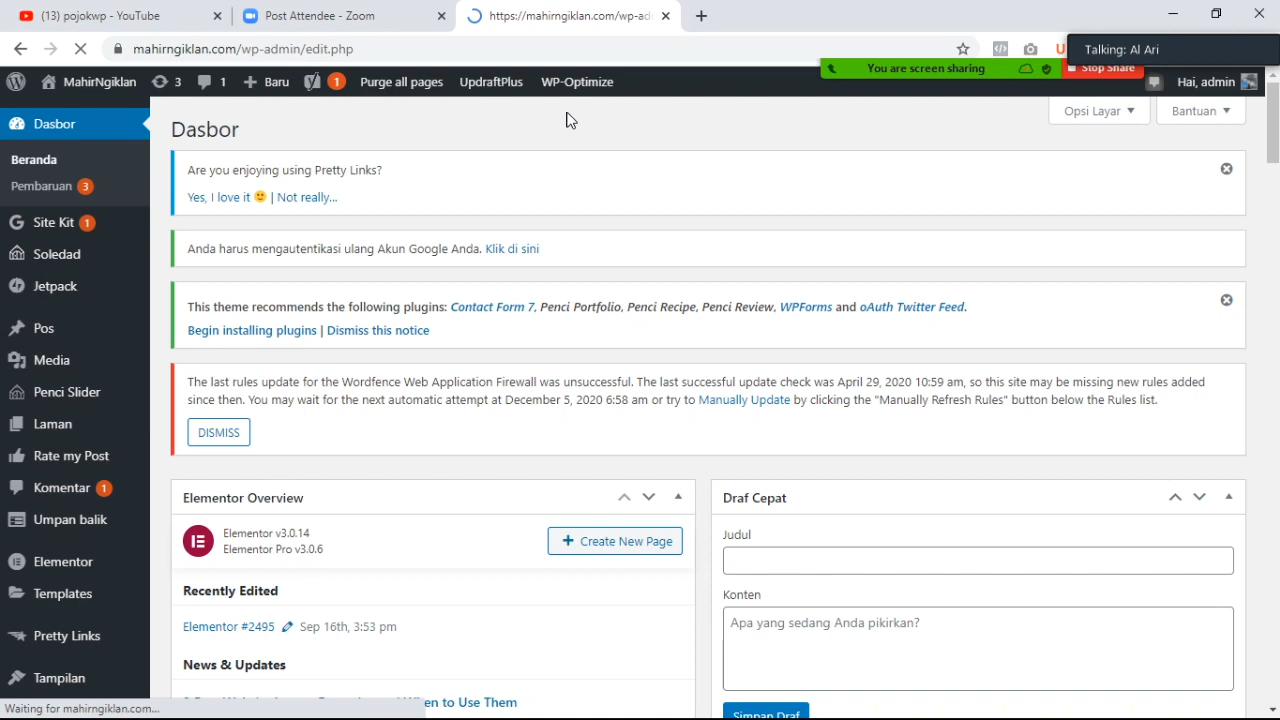 (13) pojokwp - YouTube
Post Attendee - Zoom
https://mahirngiklan.com/wp-ad
mahirngiklan.com/wp-admin/edit.php
Talking: Al Ari
You are screen sharing
Stop Share
MahirNgiklan
3
1
Baru
1
Purge all pages
UpdraftPlus
WP-Optimize
Hai, admin
Dasbor
Beranda
Pembaruan 3
Site Kit 1
Soledad
Jetpack
Pos
Media
Penci Slider
Laman
Rate my Post
Komentar 1
Umpan balik
Elementor
Templates
Pretty Links
Tampilan
Opsi Layar
Bantuan
Dasbor
Are you enjoying using Pretty Links?
Yes, I love it 🙂 | Not really...
Anda harus mengautentikasi ulang Akun Google Anda. Klik di sini
This theme recommends the following plugins: Contact Form 7, Penci Portfolio, Penci Recipe, Penci Review, WPForms and oAuth Twitter Feed.
Begin installing plugins | Dismiss this notice
The last rules update for the Wordfence Web Application Firewall was unsuccessful. The last successful update check was April 29, 2020 10:59 am, so this site may be missing new rules added
since then. You may wait for the next automatic attempt at December 5, 2020 6:58 am or try to Manually Update by clicking the "Manually Refresh Rules" button below the Rules list.
DISMISS
Elementor Overview
Elementor v3.0.14
Elementor Pro v3.0.6
Create New Page
Recently Edited
Elementor #2495 Sep 16th, 3:53 pm
News & Updates
en to Use Them
Draf Cepat
Judul
Konten
Apa yang sedang Anda pikirkan?
Simpan Draf
Waiting for mahirngiklan.com...